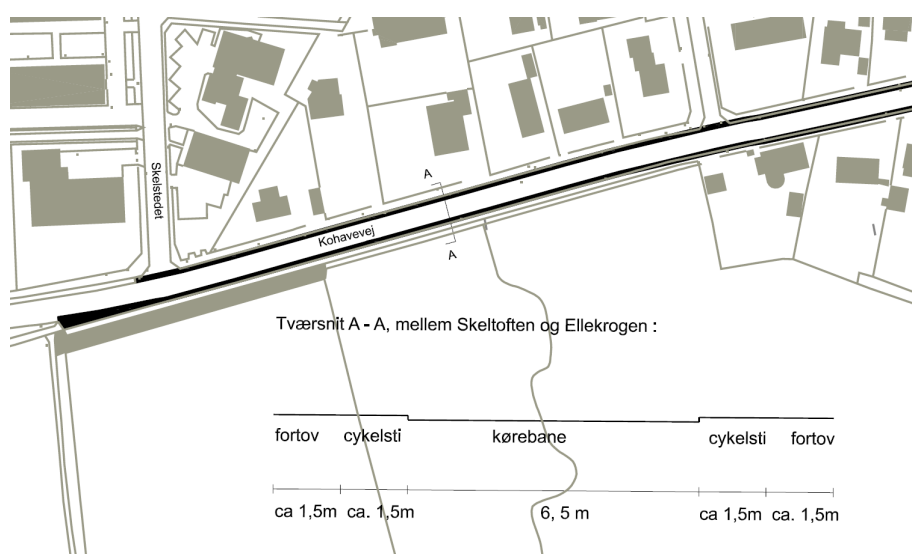 Skelstedet
A
Kohavevej
A
Tværsnit A - A, mellem Skeltoften og Ellekrogen :
fortov cykelsti kørebane cykelsti fortov
ca 1,5m ca. 1,5m 6, 5 m ca 1,5m ca. 1,5m